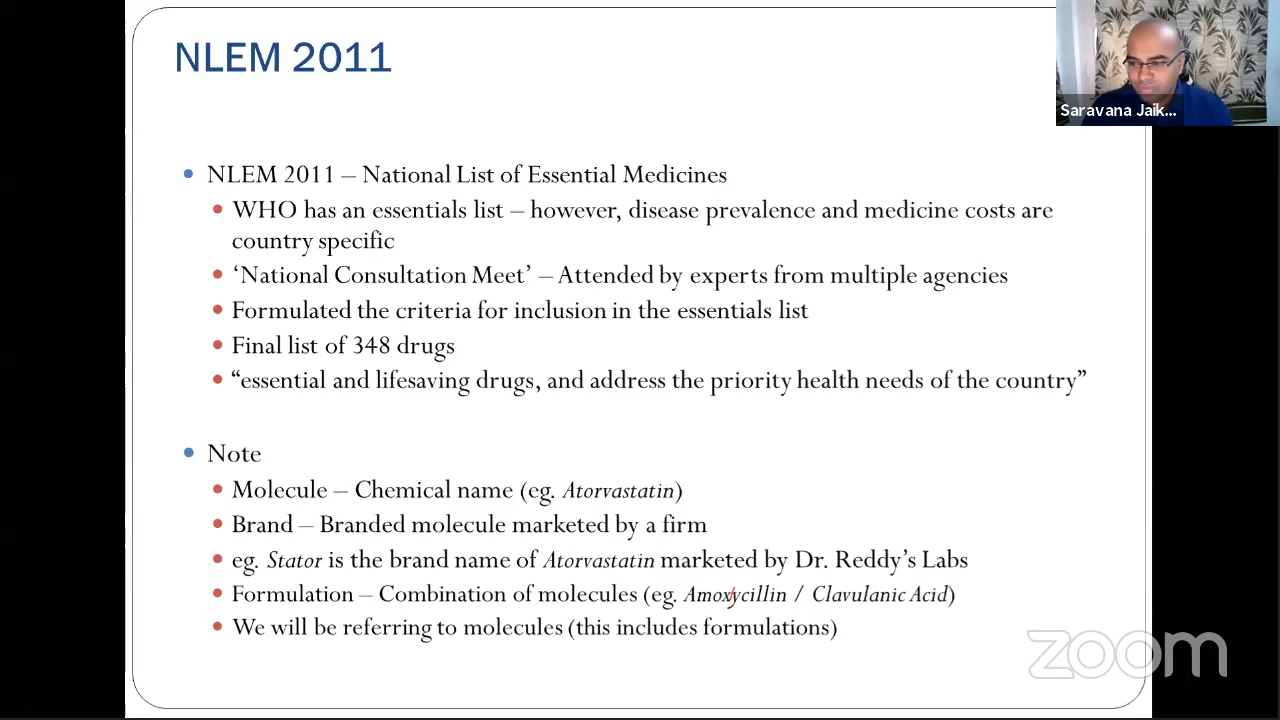 NLEM 2011
Saravana Jaik...
NLEM 2011 – National List of Essential Medicines
WHO has an essentials list – however, disease prevalence and medicine costs are
country specific
‘National Consultation Meet’ – Attended by experts from multiple agencies
Formulated the criteria for inclusion in the essentials list
Final list of 348 drugs
“essential and lifesaving drugs, and address the priority health needs of the country”
Note
Molecule – Chemical name (eg. Atorvastatin)
Brand – Branded molecule marketed by a firm
eg. Stator is the brand name of Atorvastatin marketed by Dr. Reddy’s Labs
Formulation – Combination of molecules (eg. Amoxycillin / Clavulanic Acid)
We will be referring to molecules (this includes formulations)
zoom